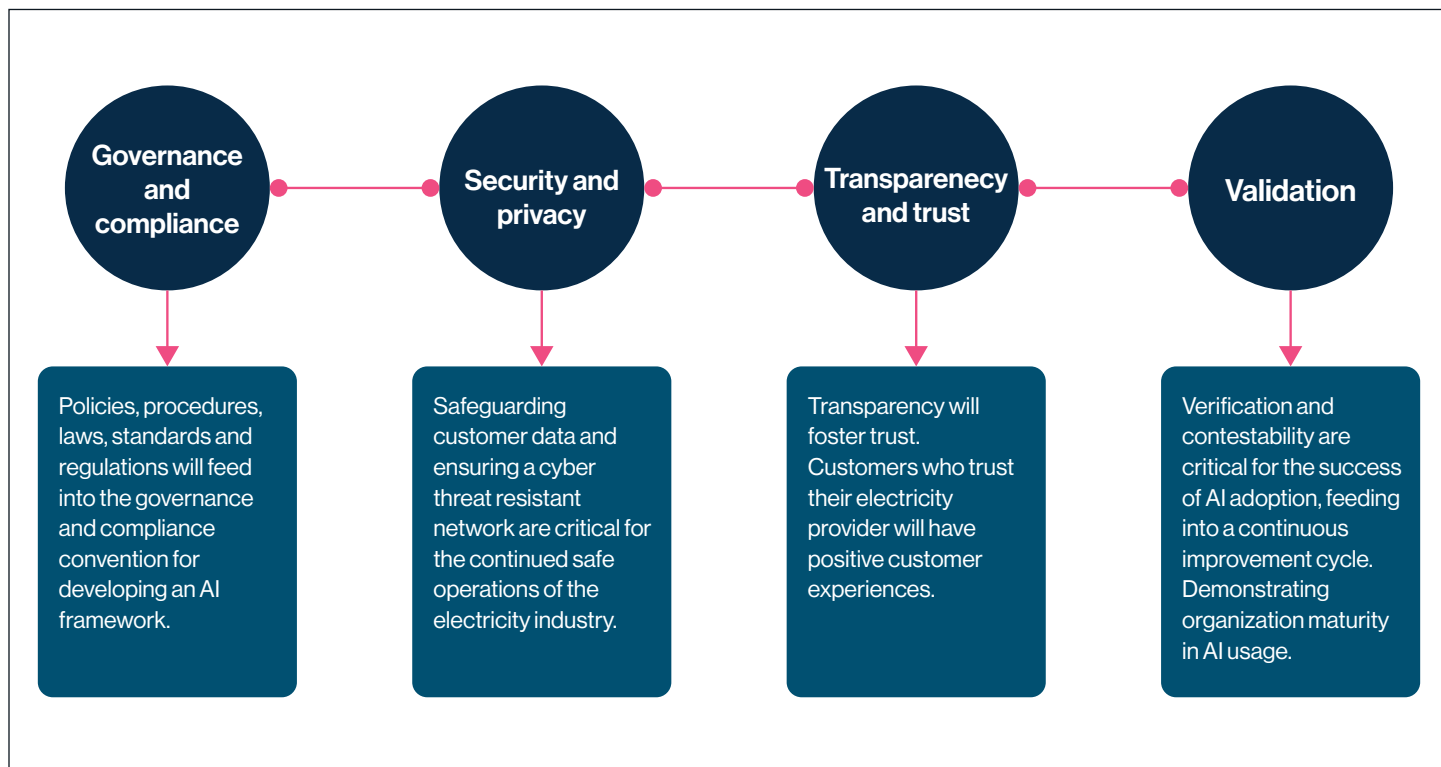 Governance
and
compliance
Security and
privacy
Transparenecy
and trust
Validation
Policies, procedures,
laws, standards and
regulations will feed
into the governance
and compliance
convention for
developing an AI
framework.
Safeguarding
customer data and
ensuring a cyber
threat resistant
network are critical for
the continued safe
operations of the
electricity industry.
Transparency will
foster trust.
Customers who trust
their electricity
provider will have
positive customer
experiences.
Verification and
contestability are
critical for the success
of AI adoption, feeding
into a continuous
improvement cycle.
Demonstrating
organization maturity
in AI usage.